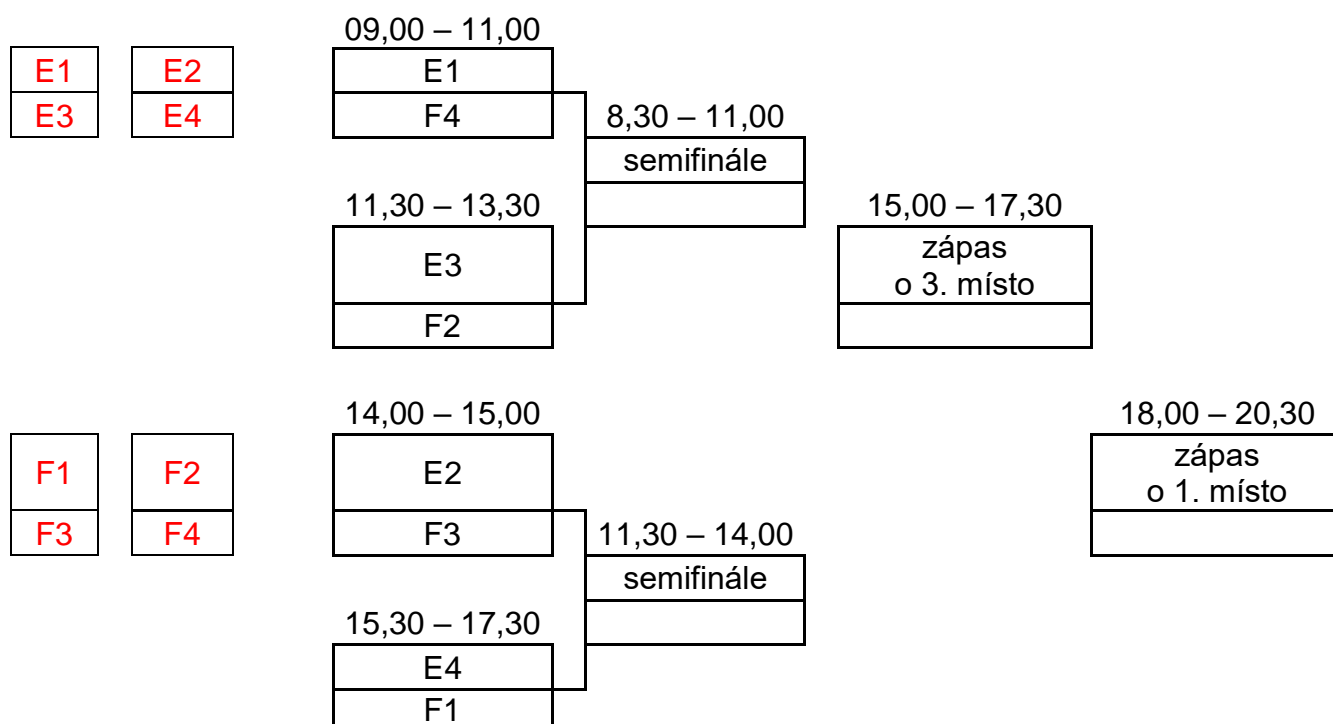 09,00 – 11,00
E1 E2 E1
E3 E4 F4 8,30 – 11,00
semifinále
11,30 – 13,30 15,00 – 17,30
E3 zápas
o 3. místo
F2
14,00 – 15,00 18,00 – 20,30
F1 F2 E2 zápas
o 1. místo
F3 F4 F3 11,30 – 14,00
semifinále
15,30 – 17,30
E4
F1